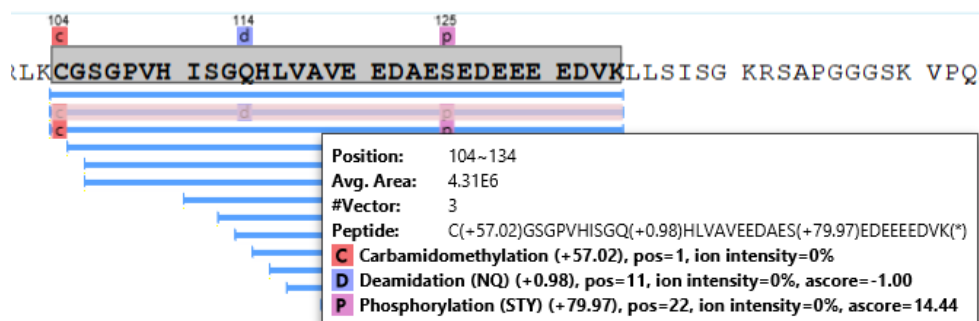 104 114 125
c d p
RLKCGSGPVH ISGQHLVAVE EDAESEDEEE EDVKLLSISG KRSAPGGGSK VPQ
c d p
c p
Position: 104~134
Avg. Area: 4.31E6
#Vector: 3
Peptide: C(+57.02)GSGPVHISGQ(+0.98)HLVAVEEDAES(+79.97)EDEEEEDVK(*)
C Carbamidomethylation (+57.02), pos=1, ion intensity=0%
D Deamidation (NQ) (+0.98), pos=11, ion intensity=0%, ascore=-1.00
P Phosphorylation (STY) (+79.97), pos=22, ion intensity=0%, ascore=14.44